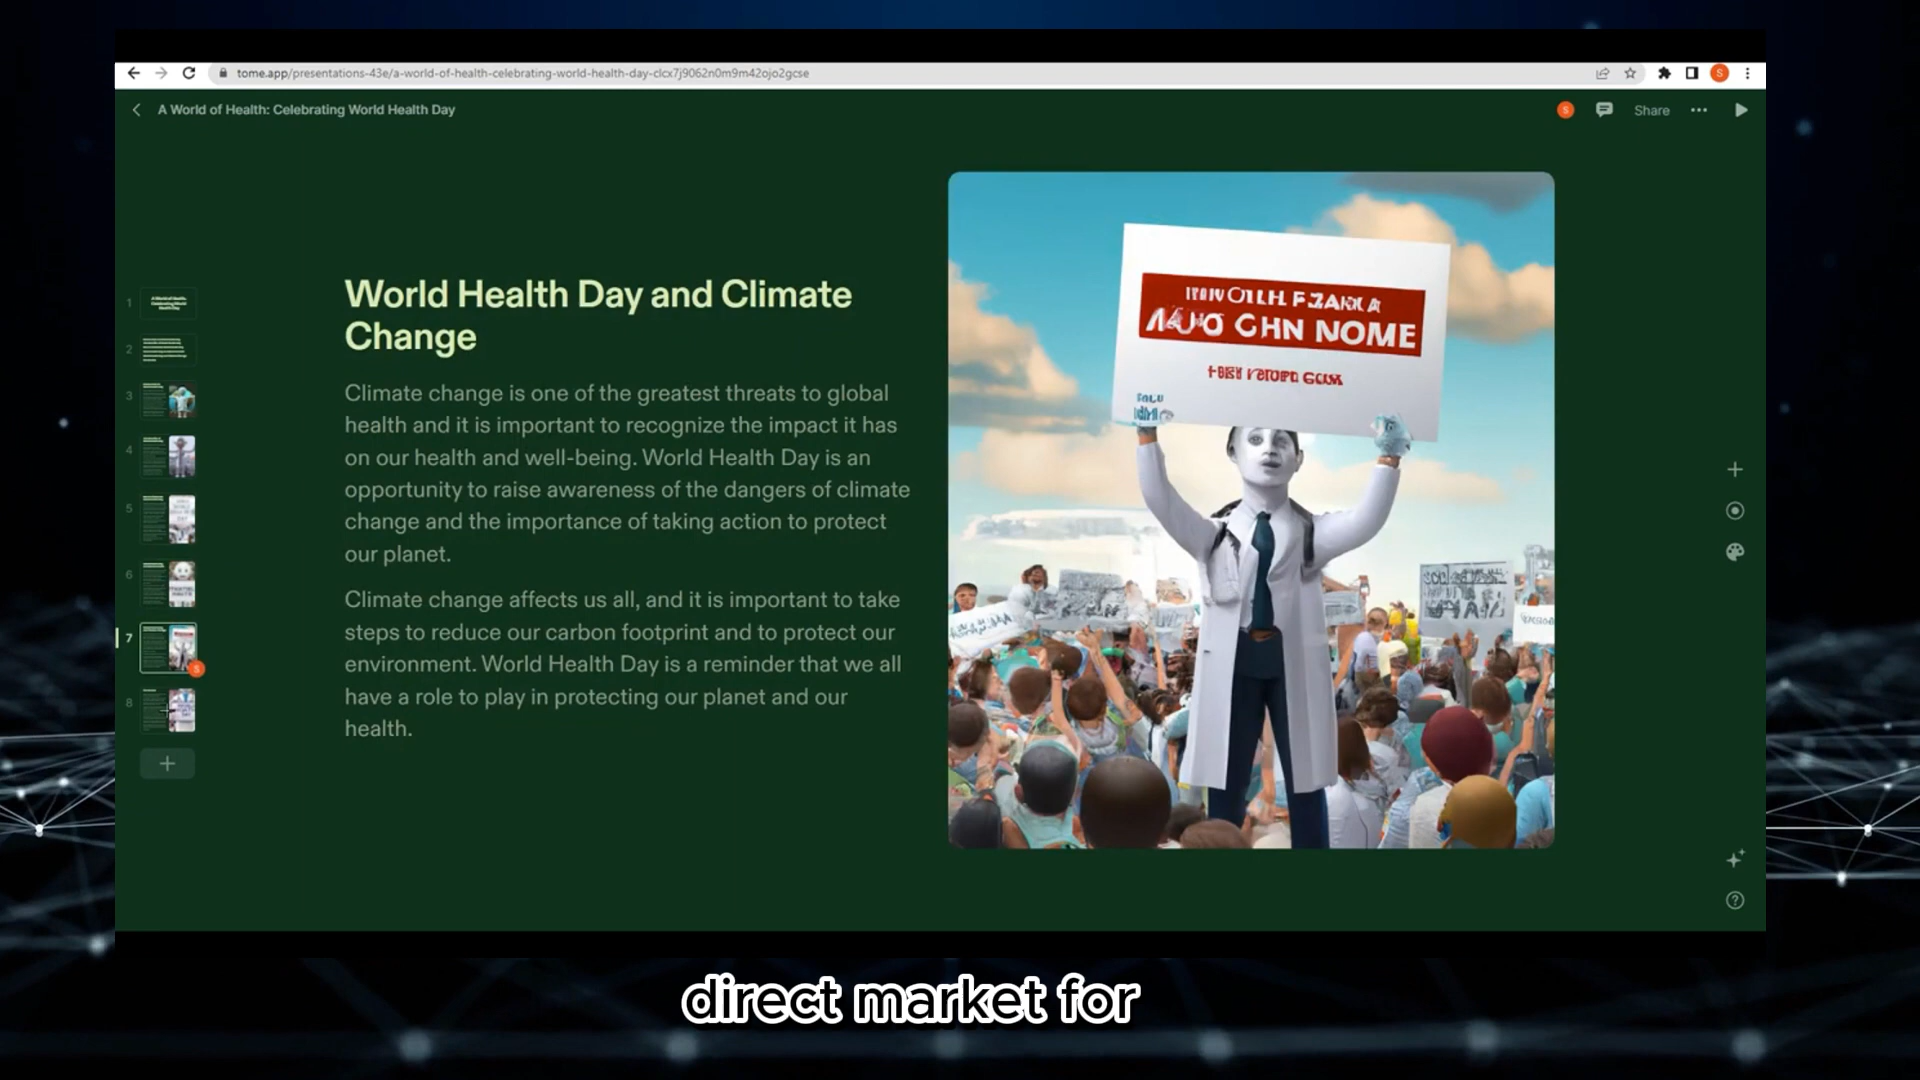 tome.app/presentations-43e/a-world-of-health-celebrating-world-health-day-clcx7j9062n0m9m42ojo2gcse
S
A World of Health: Celebrating World Health Day
S
Share
World Health Day and Climate
Change
Climate change is one of the greatest threats to global
health and it is important to recognize the impact it has
on our health and well-being. World Health Day is an
opportunity to raise awareness of the dangers of climate
change and the importance of taking action to protect
our planet.
Climate change affects us all, and it is important to take
steps to reduce our carbon footprint and to protect our
environment. World Health Day is a reminder that we all
have a role to play in protecting our planet and our
health.
1
2
3
4
5
6
7
S
8
GHN NOME
direct market for